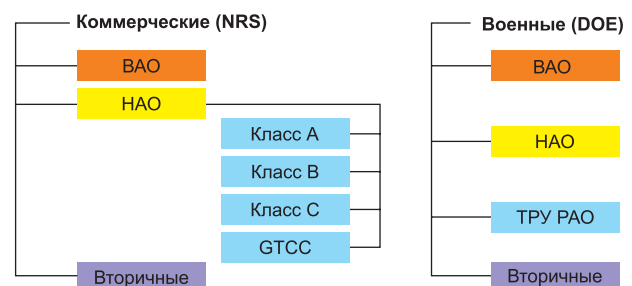 Коммерческие (NRS)
ВАО
НАО
Класс А
Класс В
Класс С
GTCC
Вторичные
Военные (DOE)
ВАО
НАО
ТРУ РАО
Вторичные